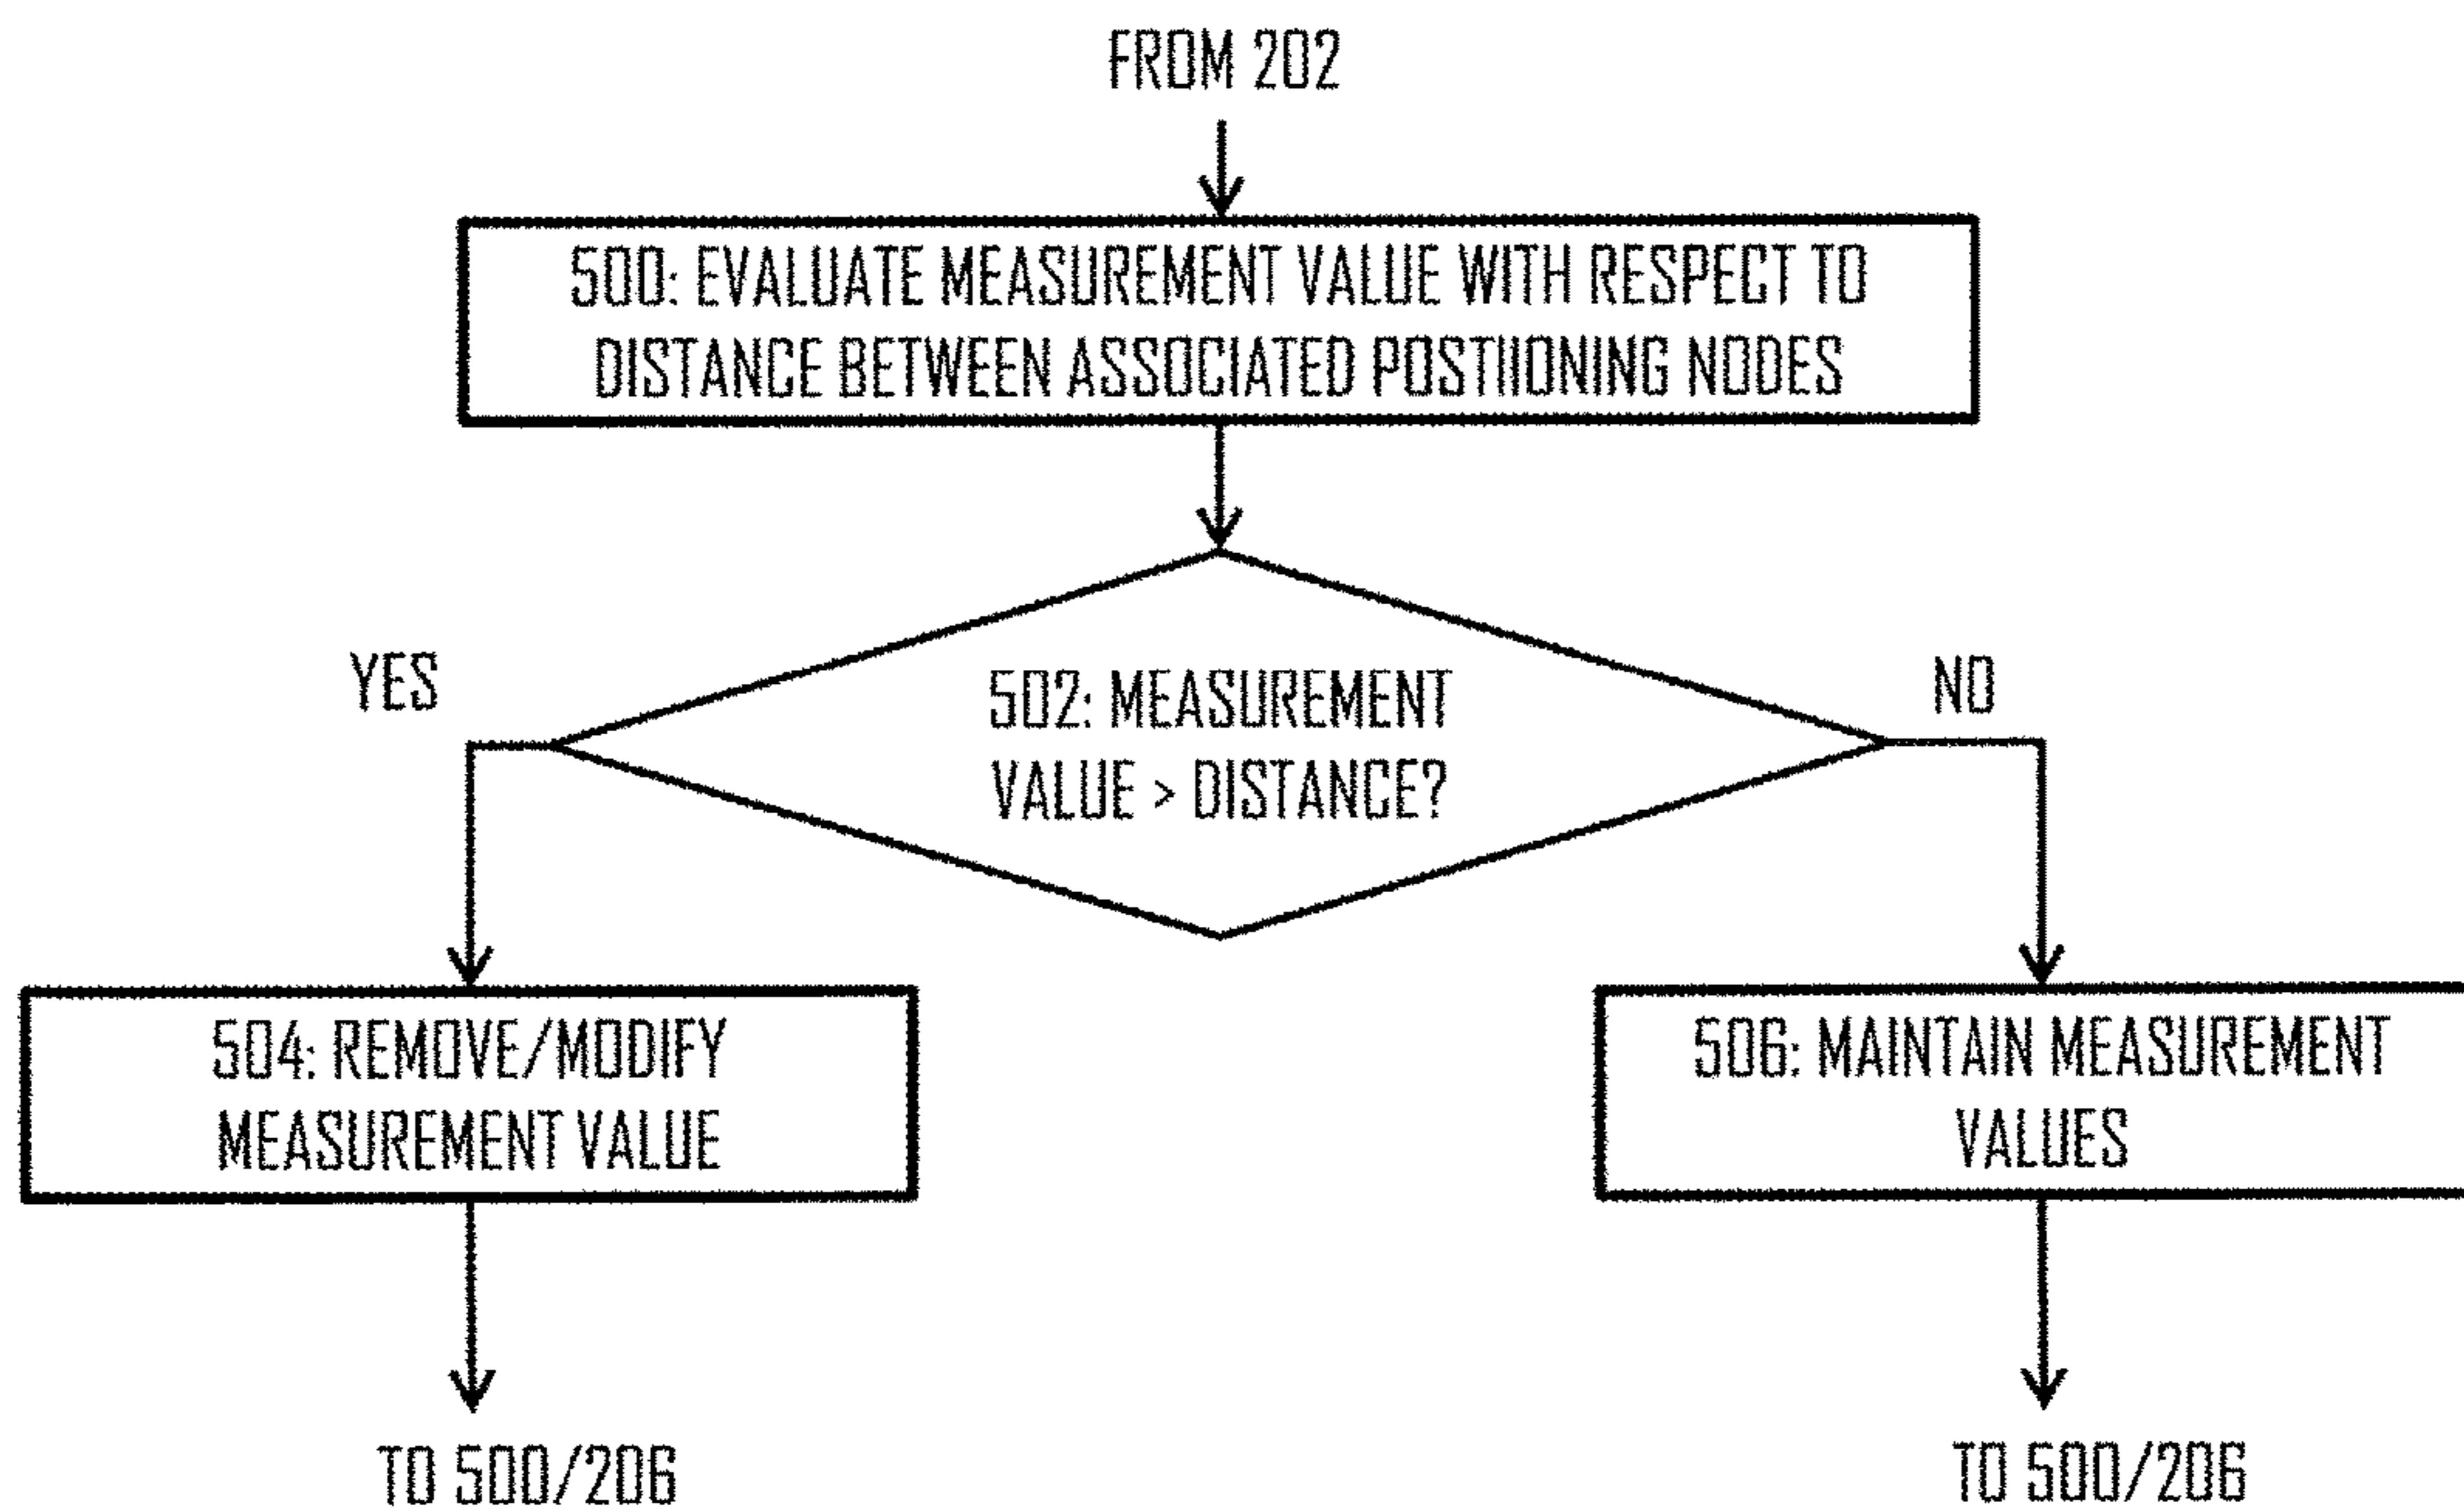 FROM 202
500: EVALUATE MEASUREMENT VALUE WITH RESPECT TO
DISTANCE BETWEEN ASSOCIATED POSTIIONING NODES
YES
NO
502: MEASUREMENT
VALUE > DISTANCE?
504: REMOVE/MODIFY
MEASUREMENT VALUE
506: MAINTAIN MEASUREMENT
VALUES
TO 500/206
TO 500/206